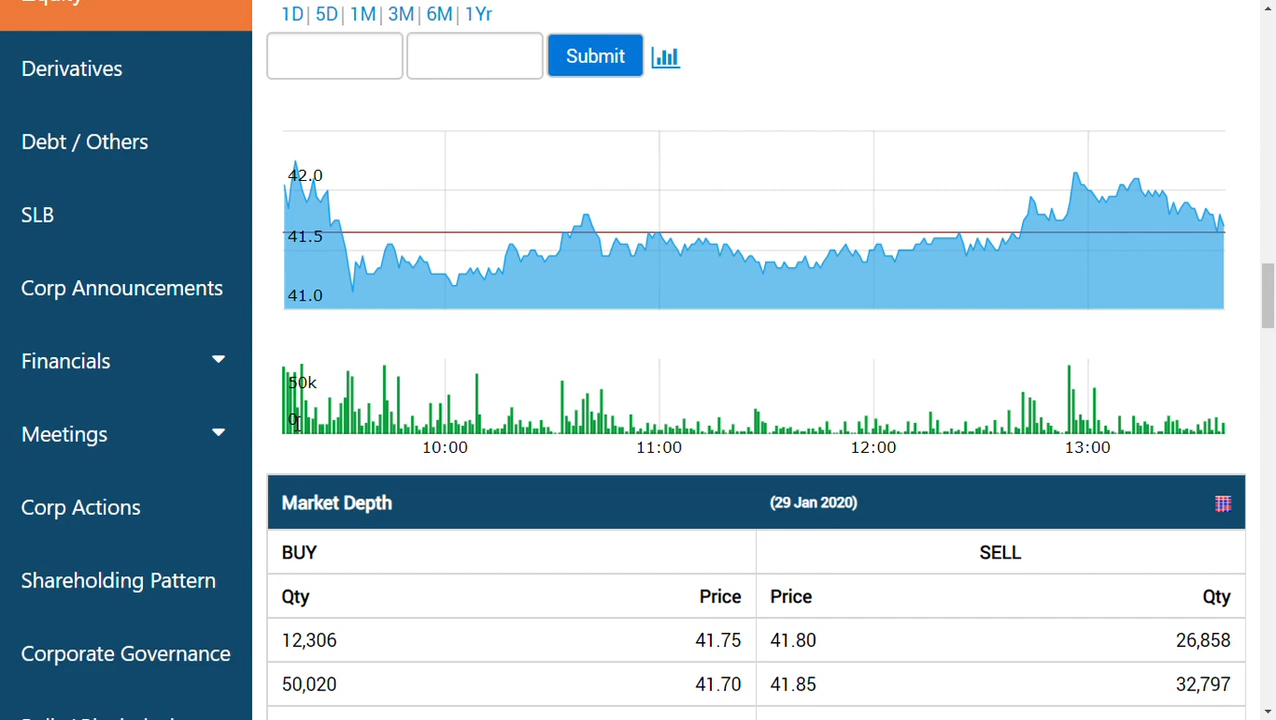 Equity
Derivatives
Debt / Others
SLB
Corp Announcements
Financials
Meetings
Corp Actions
Shareholding Pattern
Corporate Governance
1D| 5D| 1M| 3M| 6M| 1Yr
Submit
42.0
41.5
41.0
50k
0
10:00 11:00 12:00 13:00
Market Depth (29 Jan 2020)
BUY SELL
Qty Price Price Qty
12,306 41.75 41.80 26,858
50,020 41.70 41.85 32,797